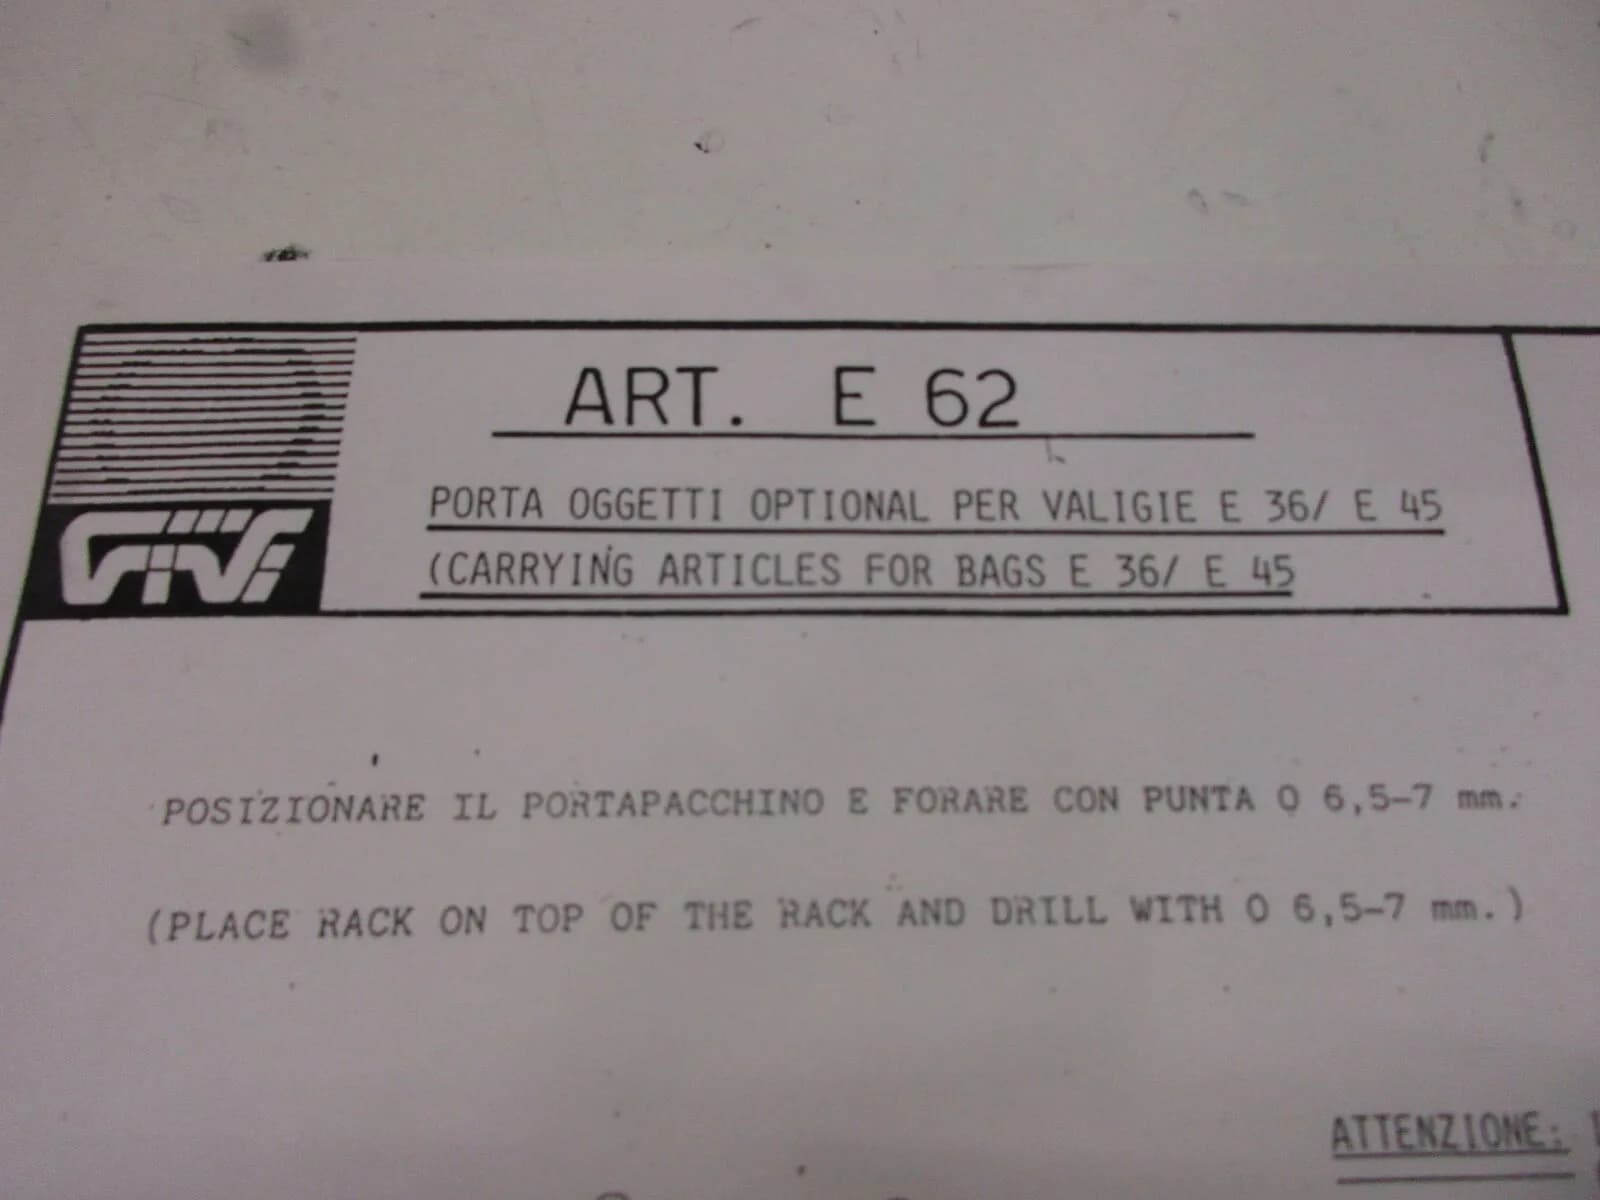 GIVI
ART. E 62
PORTA OGGETTI OPTIONAL PER VALIGIE E 36/ E 45
(CARRYING ARTICLES FOR BAGS E 36/ E 45
POSIZIONARE IL PORTAPACCHINO E FORARE CON PUNTA O 6,5-7 mm.
(PLACE RACK ON TOP OF THE RACK AND DRILL WITH O 6,5-7 mm.)
ATTENZIONE: